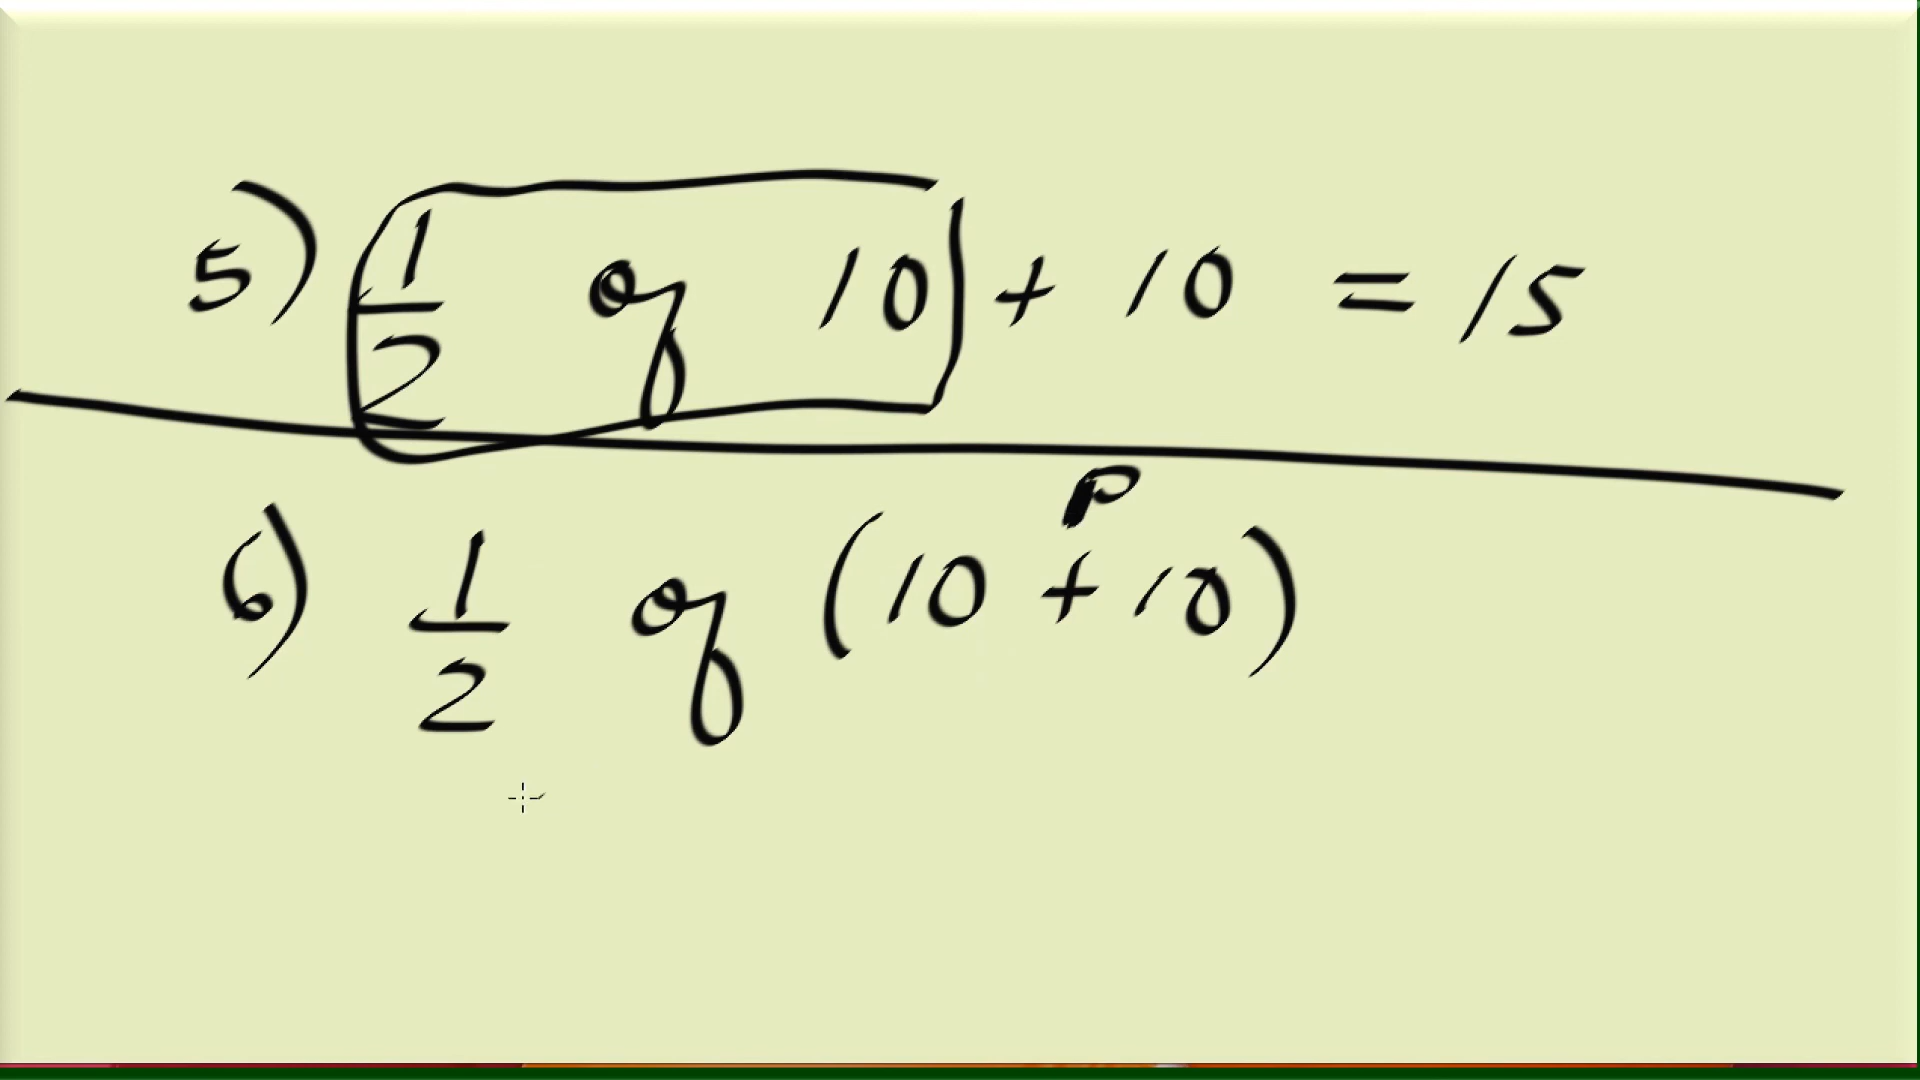 5) 1/2 of 10 + 10 = 15
P
6) 1/2 of (10 + 10)